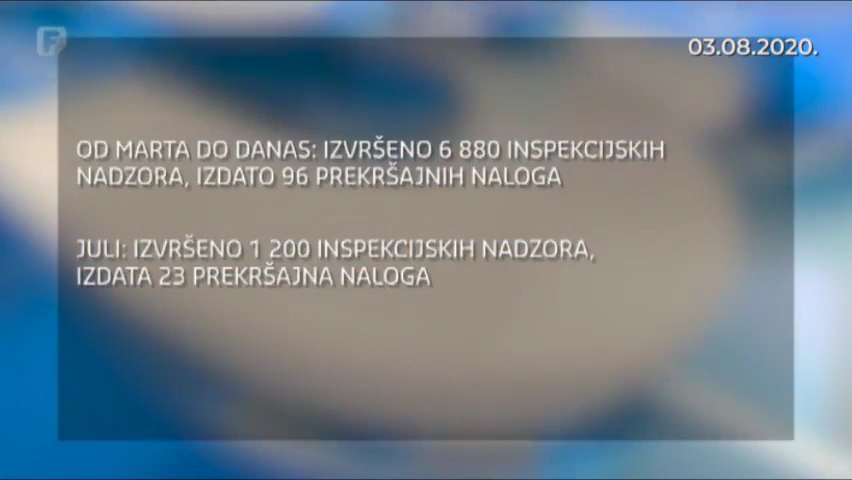 F
03.08.2020.
OD MARTA DO DANAS: IZVRŠENO 6 880 INSPEKCIJSKIH
NADZORA, IZDATO 96 PREKRŠAJNIH NALOGA
JULI: IZVRŠENO 1 200 INSPEKCIJSKIH NADZORA,
IZDATA 23 PREKRŠAJNA NALOGA